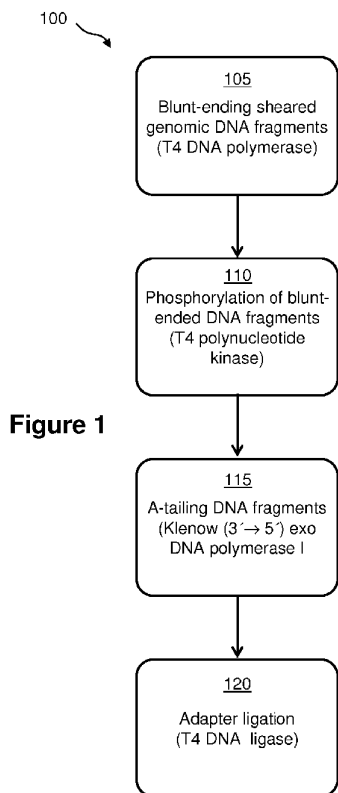 100
105
Blunt-ending sheared
genomic DNA fragments
(T4 DNA polymerase)
110
Phosphorylation of blunt-
ended DNA fragments
(T4 polynucleotide
kinase)
Figure 1
115
A-tailing DNA fragments
(Klenow (3´→ 5´) exo
DNA polymerase I
120
Adapter ligation
(T4 DNA ligase)